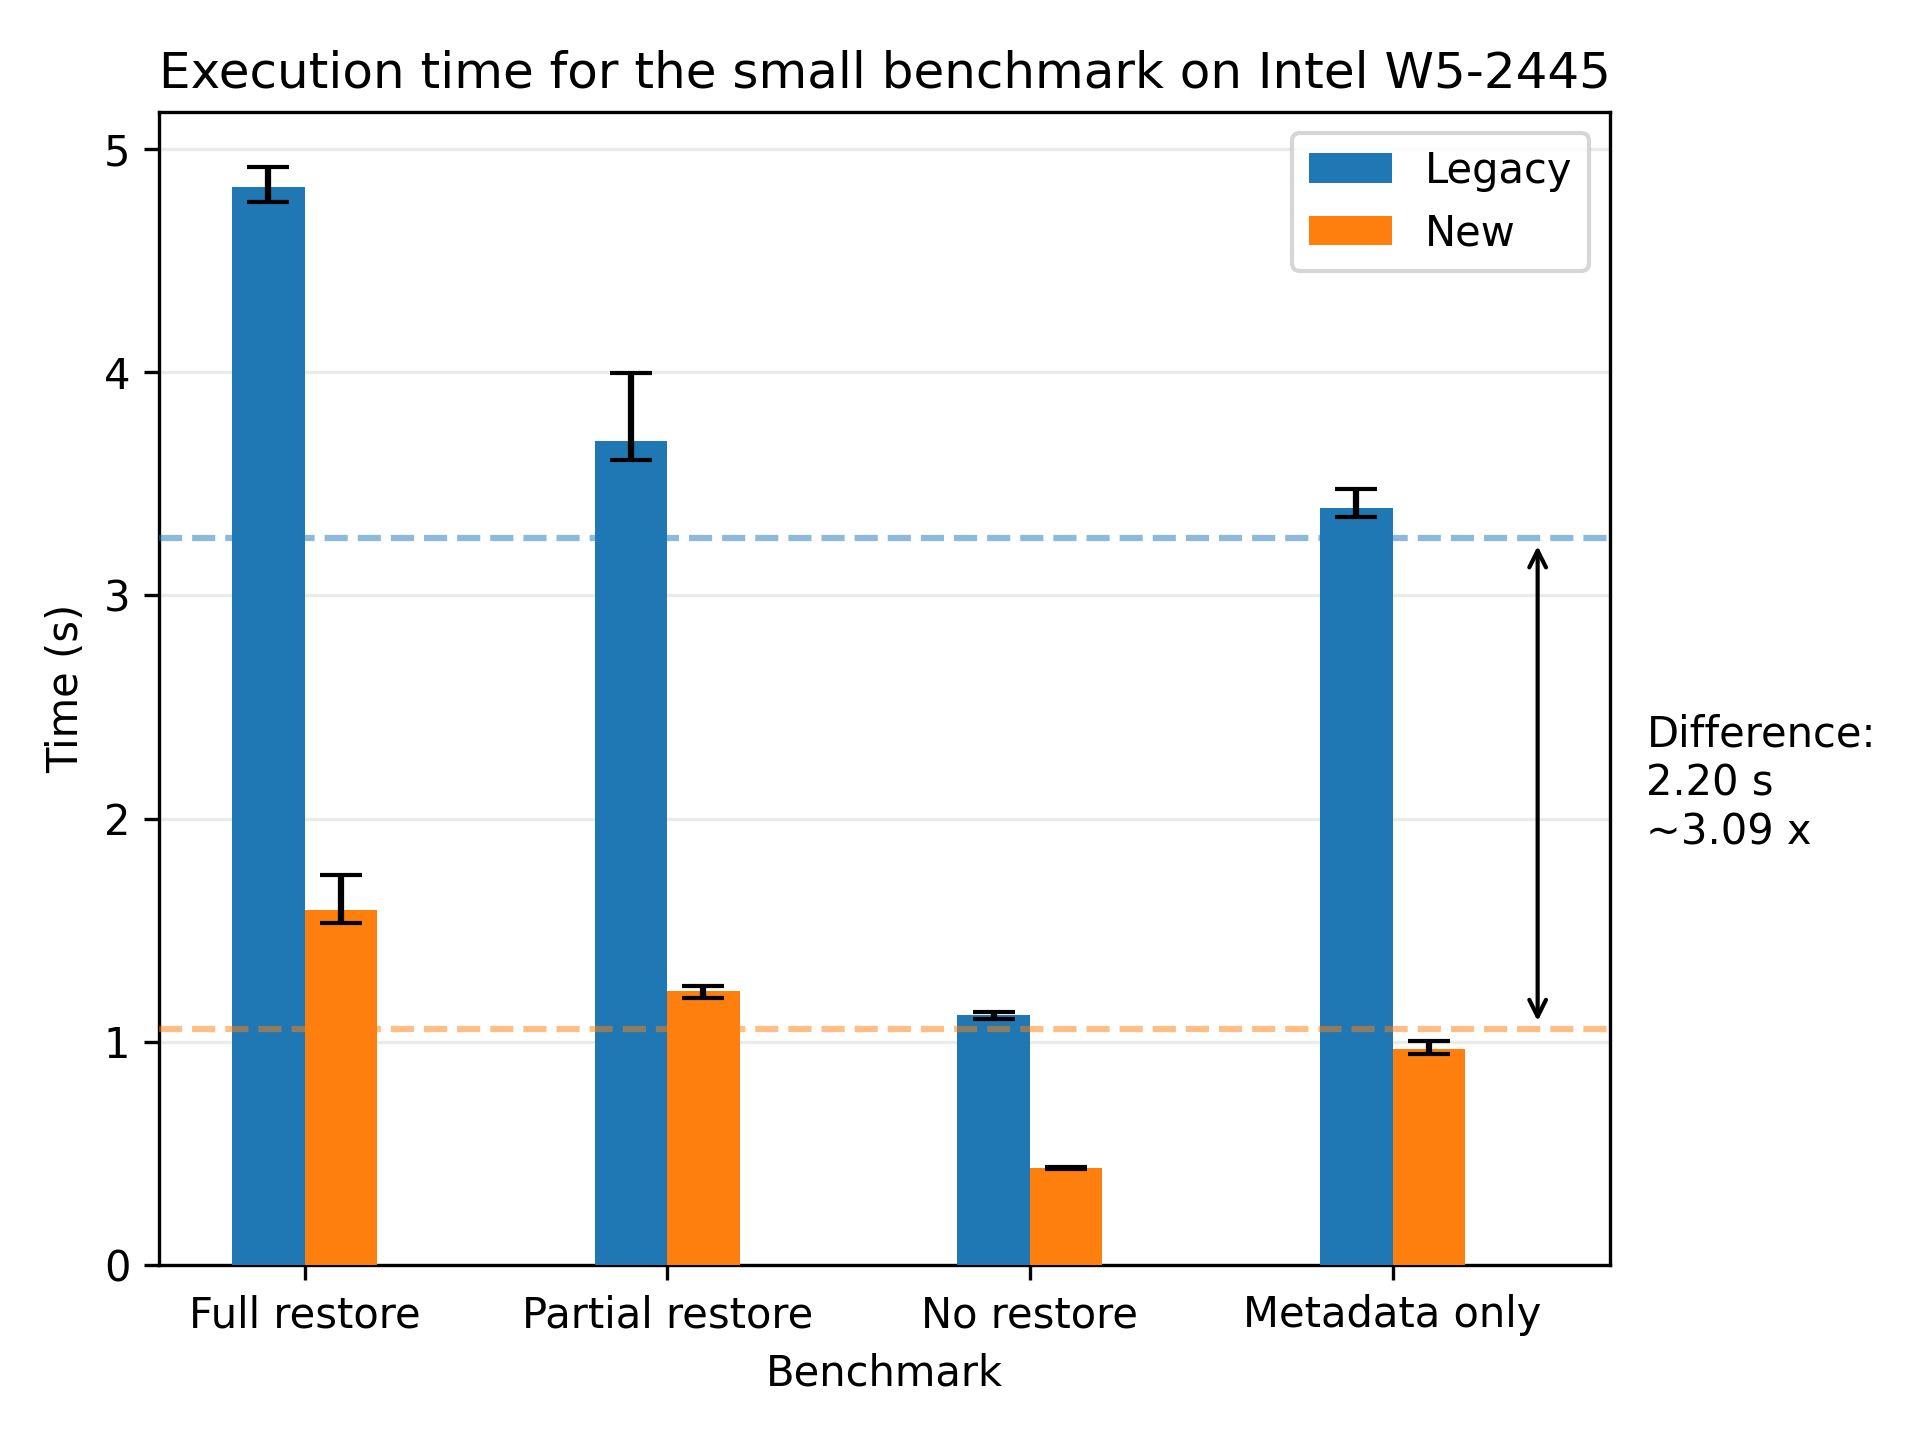 Execution time for the small benchmark on Intel W5-2445
Legacy
New
5
4
3
2
1
0
Time (s)
Difference:
2.20 s
~3.09 x
Full restore
Partial restore
No restore
Metadata only
Benchmark